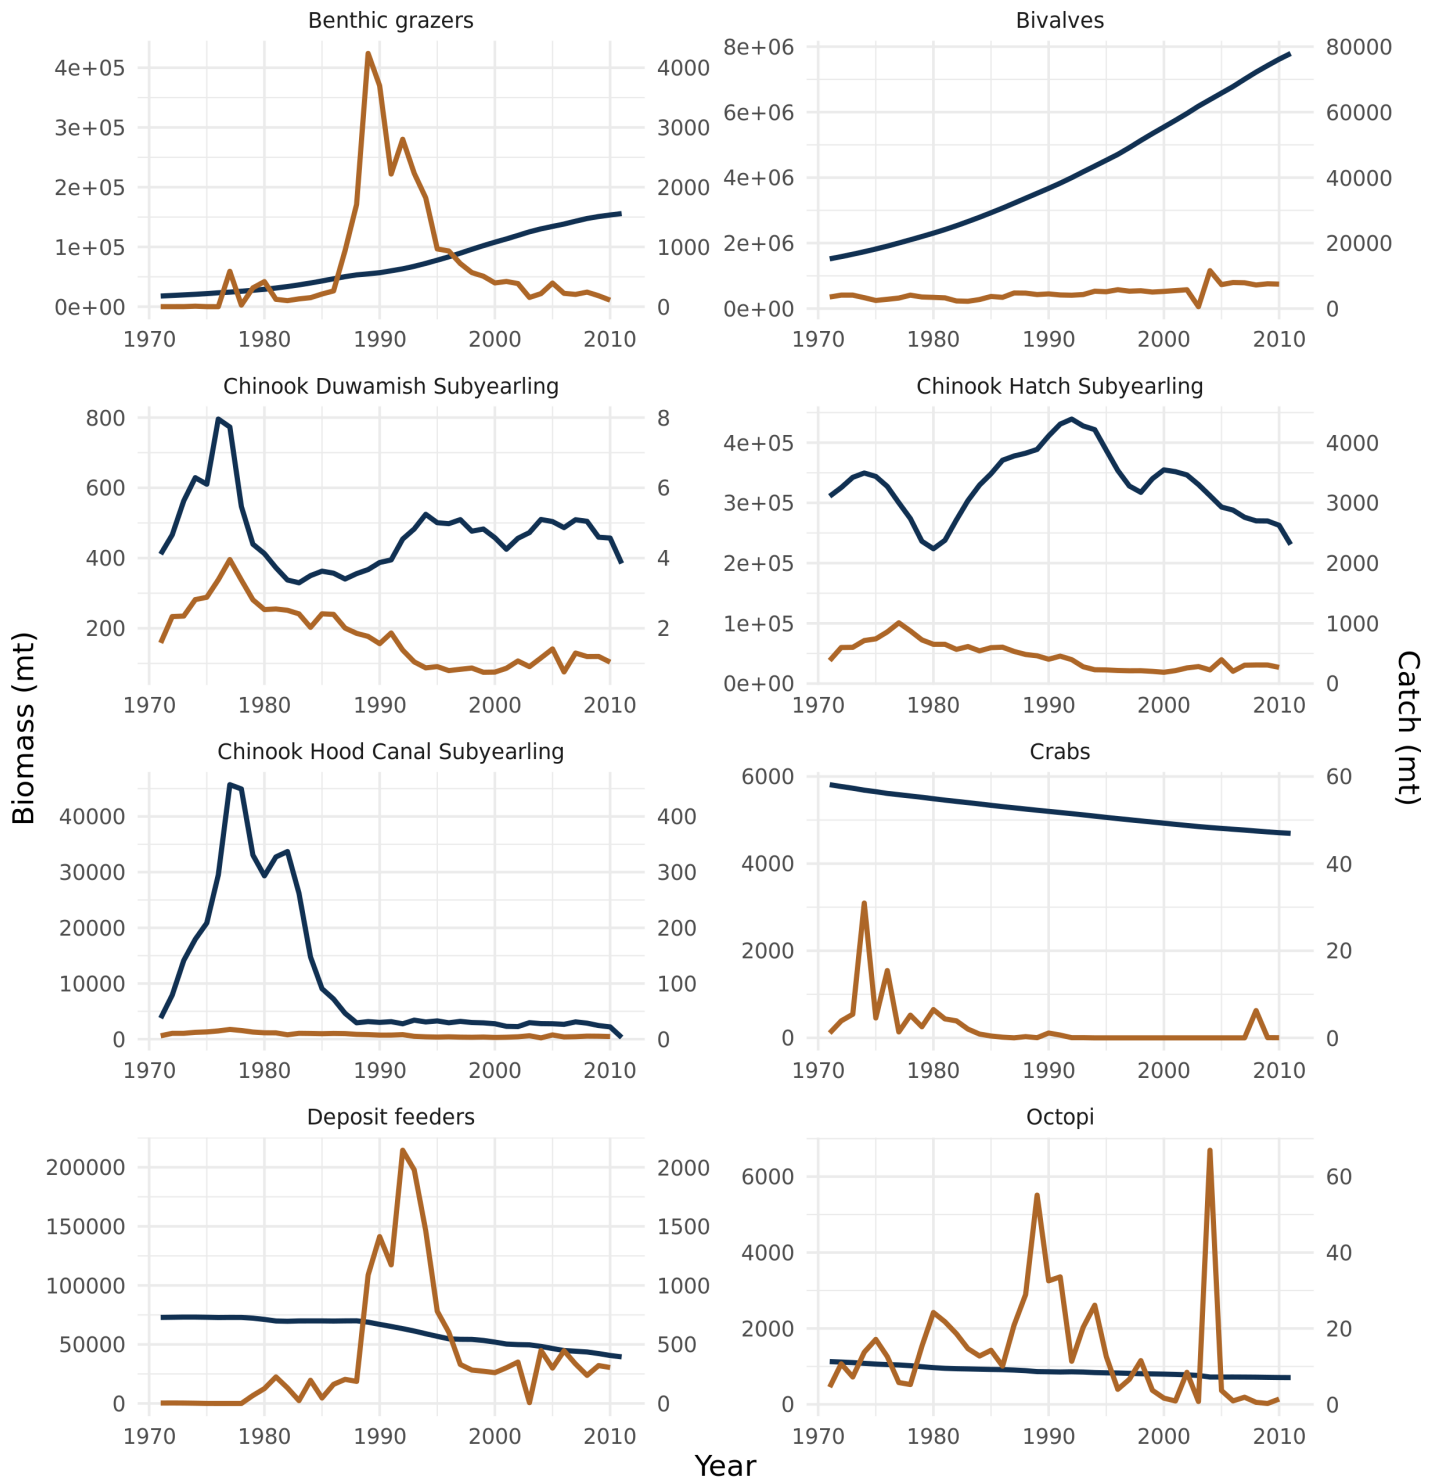 Benthic grazers
4e+05
3e+05
2e+05
1e+05
0e+00
4000
3000
2000
1000
0
1970 1980 1990 2000 2010
Bivalves
8e+06
6e+06
4e+06
2e+06
0e+00
80000
60000
40000
20000
0
1970 1980 1990 2000 2010
Chinook Duwamish Subyearling
800
600
400
200
8
6
4
2
1970 1980 1990 2000 2010
Chinook Hatch Subyearling
4e+05
3e+05
2e+05
1e+05
0e+00
4000
3000
2000
1000
0
1970 1980 1990 2000 2010
Chinook Hood Canal Subyearling
40000
30000
20000
10000
0
400
300
200
100
0
1970 1980 1990 2000 2010
Crabs
6000
4000
2000
0
60
40
20
0
1970 1980 1990 2000 2010
Deposit feeders
200000
150000
100000
50000
0
2000
1500
1000
500
0
1970 1980 1990 2000 2010
Octopi
6000
4000
2000
0
60
40
20
0
1970 1980 1990 2000 2010
Biomass (mt)
Catch (mt)
Year